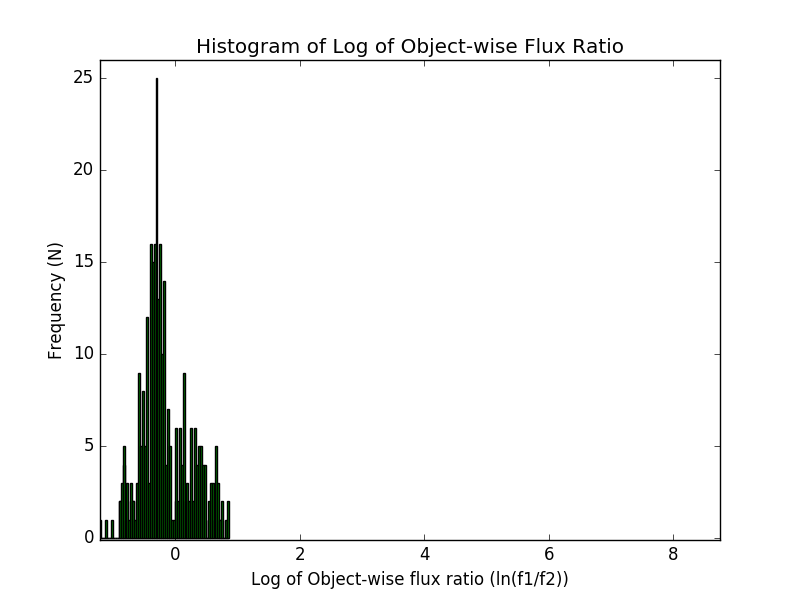 Histogram of Log of Object-wise Flux Ratio
25
20
15
10
5
0
Frequency (N)
0 2 4 6 8
Log of Object-wise flux ratio (ln(f1/f2))